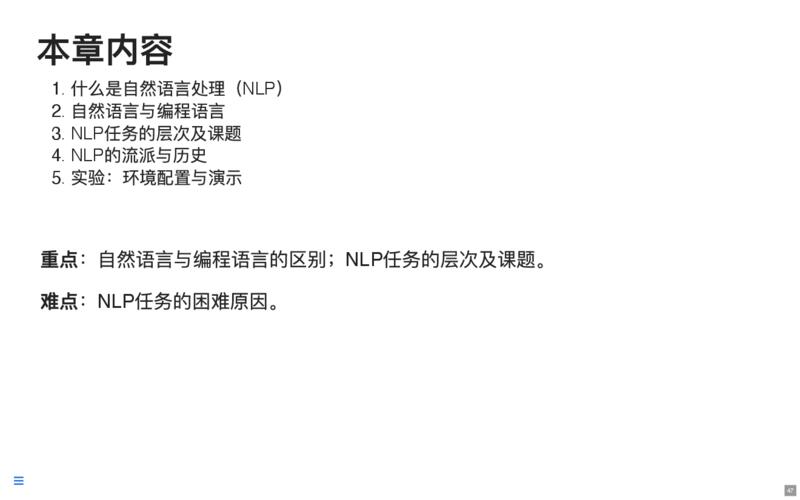 本章内容
1. 什么是自然语言处理（NLP）
2. 自然语言与编程语言
3. NLP任务的层次及课题
4. NLP的流派与历史
5. 实验：环境配置与演示
重点：自然语言与编程语言的区别；NLP任务的层次及课题。
难点：NLP任务的困难原因。
47